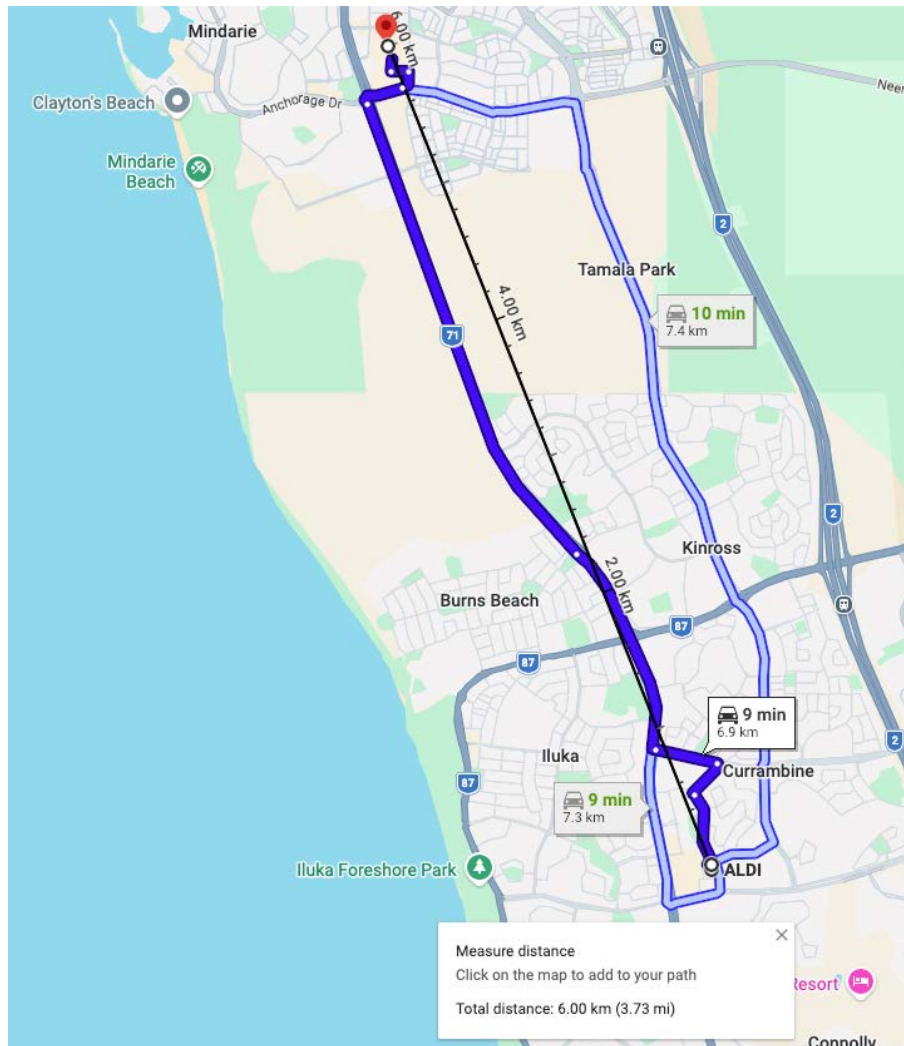 Mindarie
6.00 km
Clayton's Beach
Anchorage Dr
Neer
Mindarie
Beach
2
Tamala Park
4.00 km
10 min
7.4 km
71
2
Kinross
2.00 km
Burns Beach
87
87
9 min
6.9 km
2
Iluka
Currambine
87
9 min
7.3 km
Iluka Foreshore Park
ALDI
Measure distance
Click on the map to add to your path
Total distance: 6.00 km (3.73 mi)
Resort
Connolly